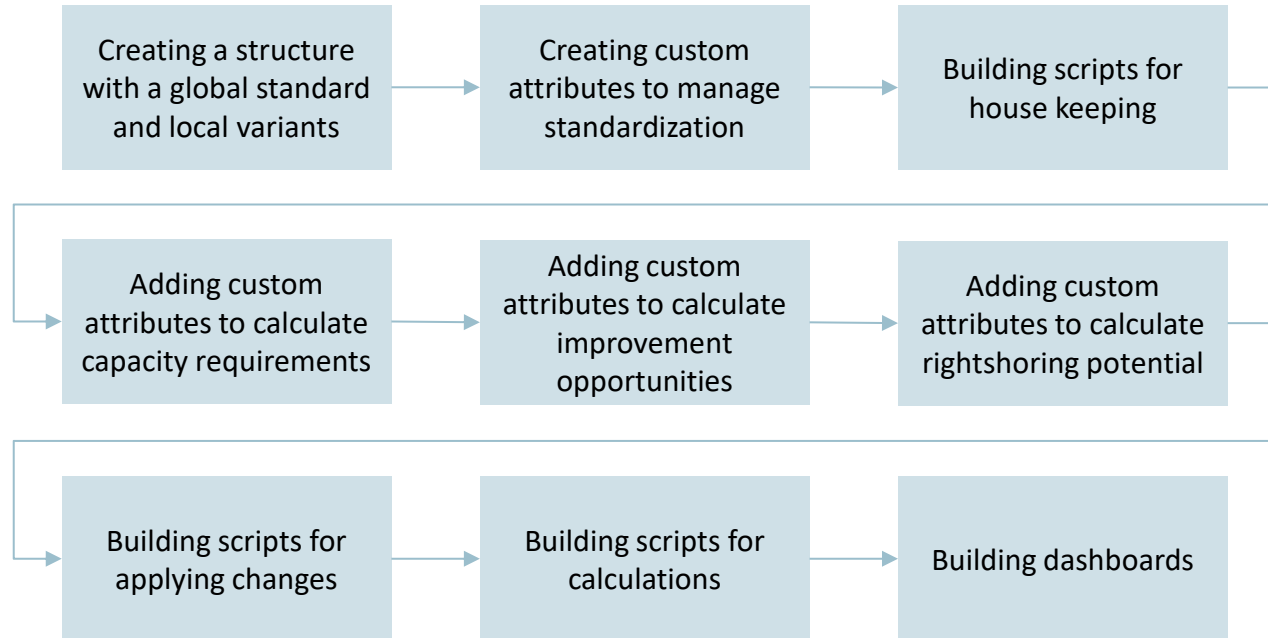 Creating a structure
with a global standard
and local variants
Creating custom
attributes to manage
standardization
Building scripts for
house keeping
Adding custom
attributes to calculate
capacity requirements
Adding custom
attributes to calculate
improvement
opportunities
Adding custom
attributes to calculate
rightshoring potential
Building scripts for
applying changes
Building scripts for
calculations
Building dashboards